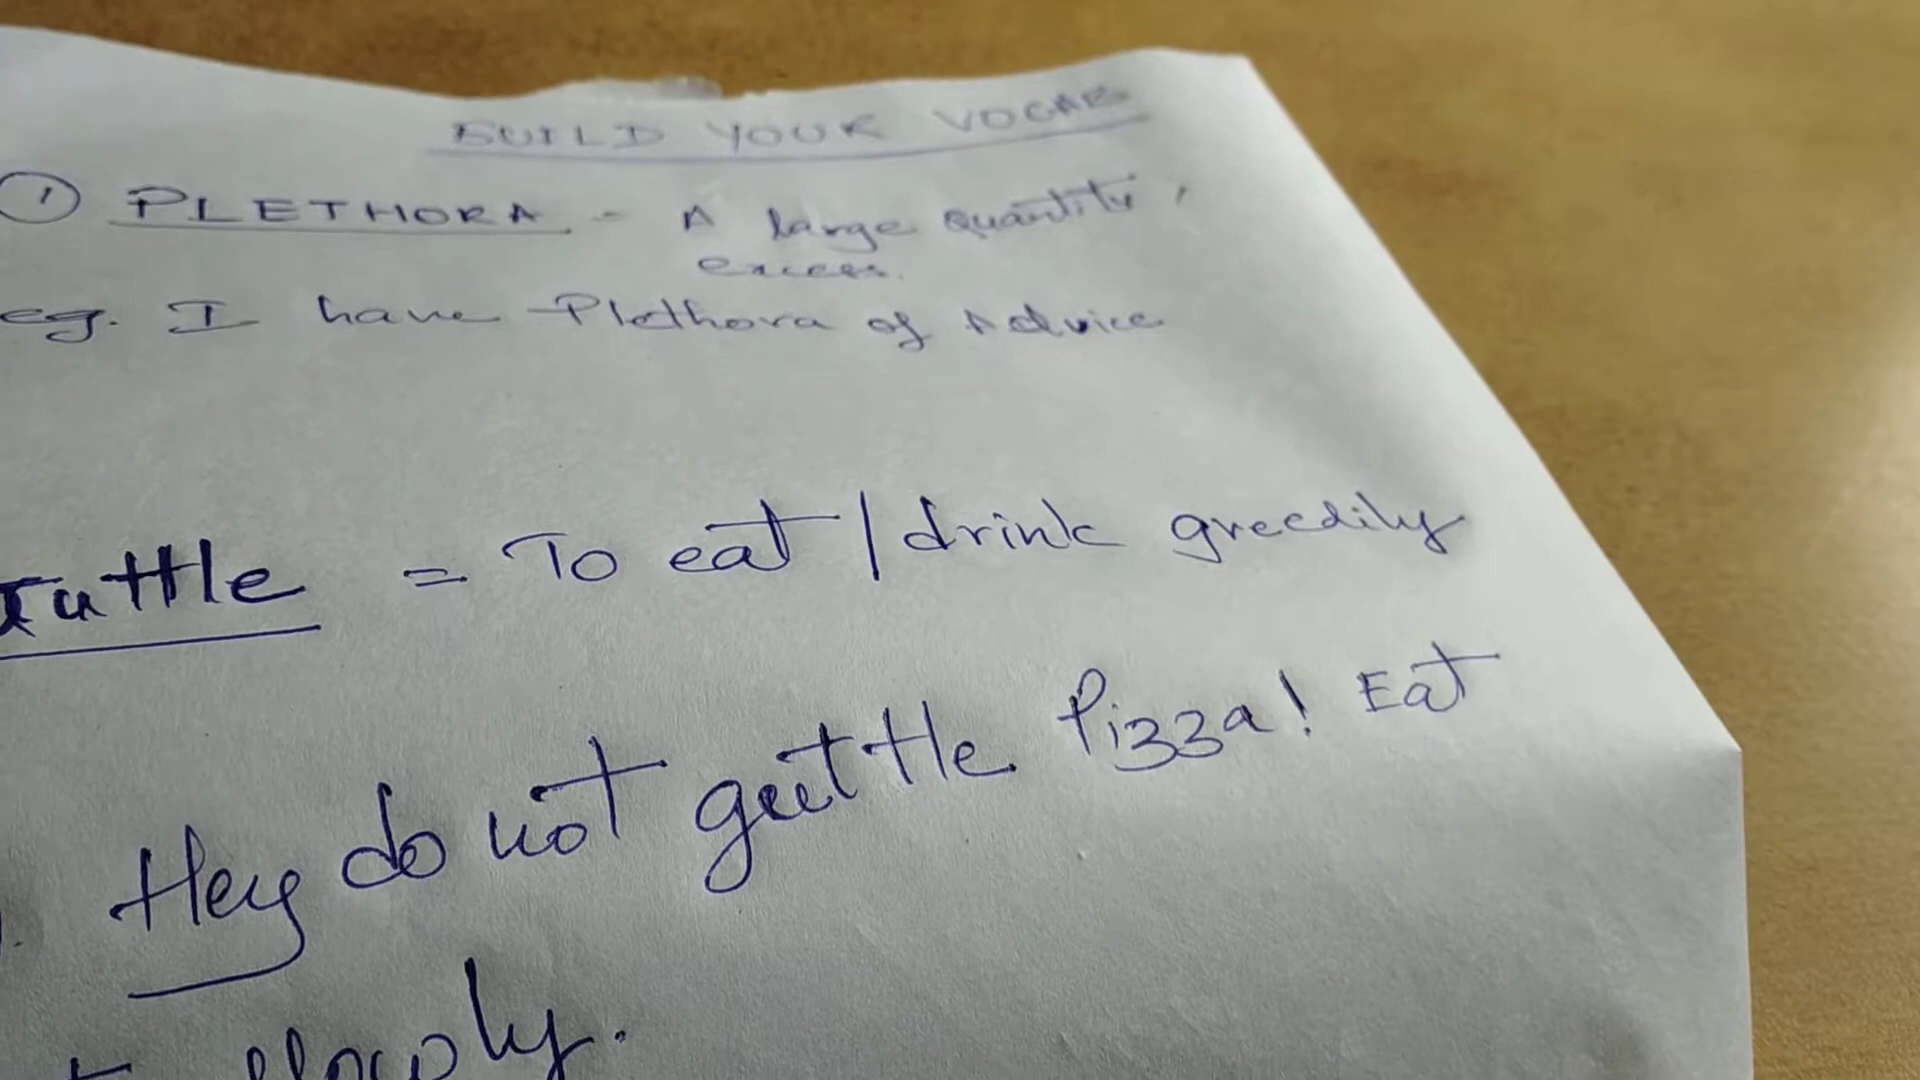 BUILD YOUR VOCAB
1 PLETHORA - A large quantity,
excess.
eg. I have Plethora of Advice
= To eat/drink greedily
Hey do not guttle Pizza! Eat
slowly.